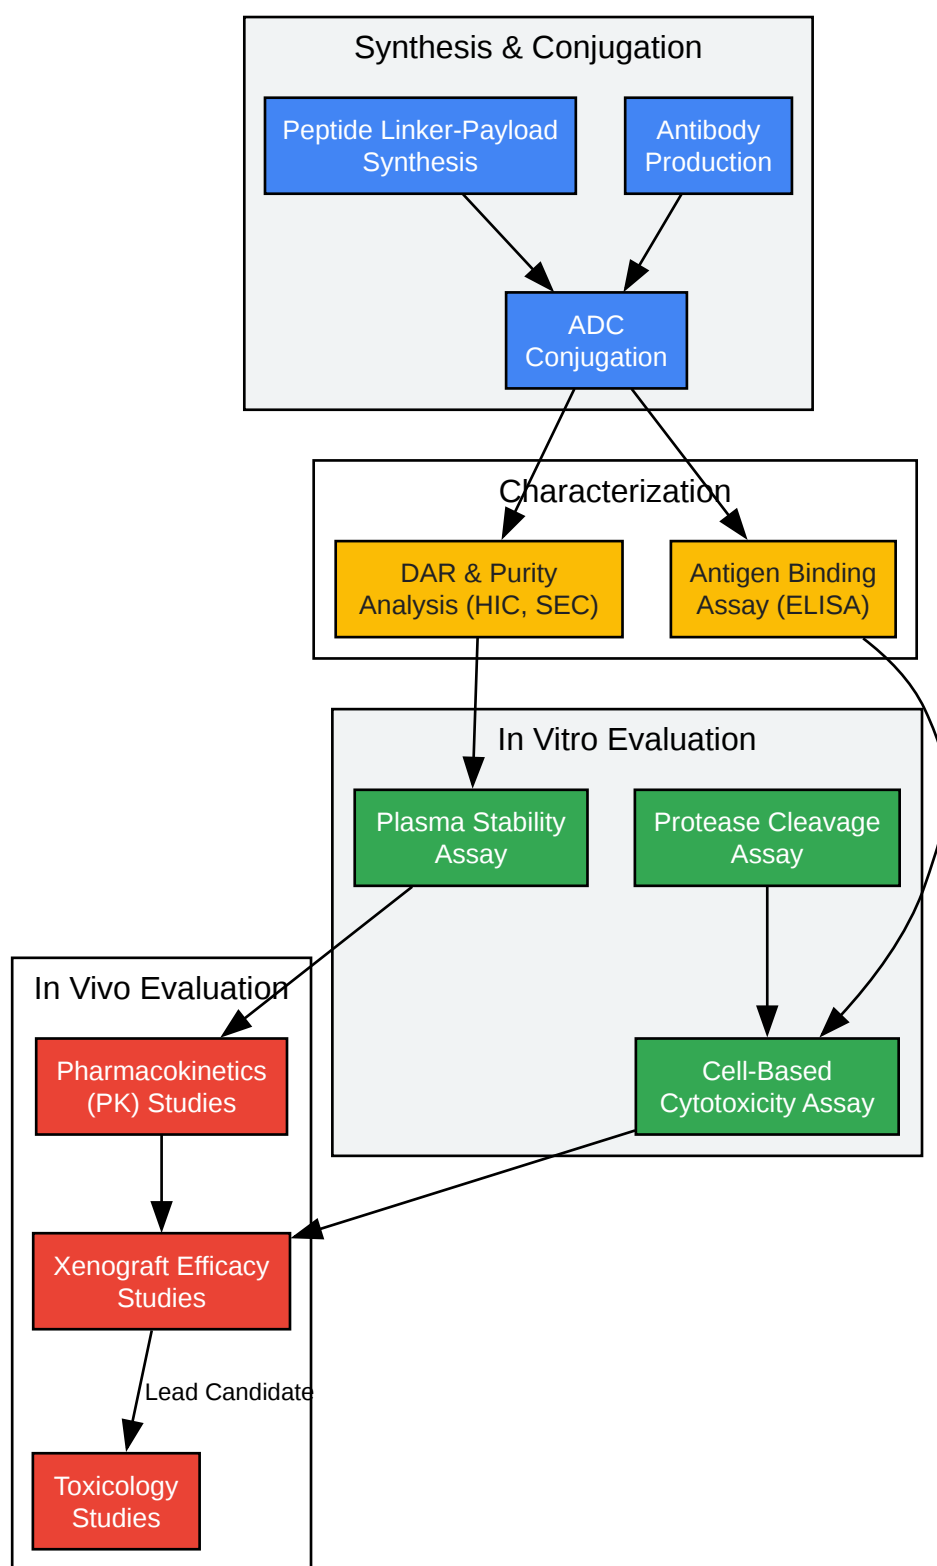 Synthesis & Conjugation
Peptide Linker-Payload
Synthesis
Antibody
Production
ADC
Conjugation
Characterization
DAR & Purity
Analysis (HIC, SEC)
Antigen Binding
Assay (ELISA)
In Vitro Evaluation
Plasma Stability
Assay
Protease Cleavage
Assay
Cell-Based
Cytotoxicity Assay
In Vivo Evaluation
Pharmacokinetics
(PK) Studies
Xenograft Efficacy
Studies
Lead Candidate
Toxicology
Studies